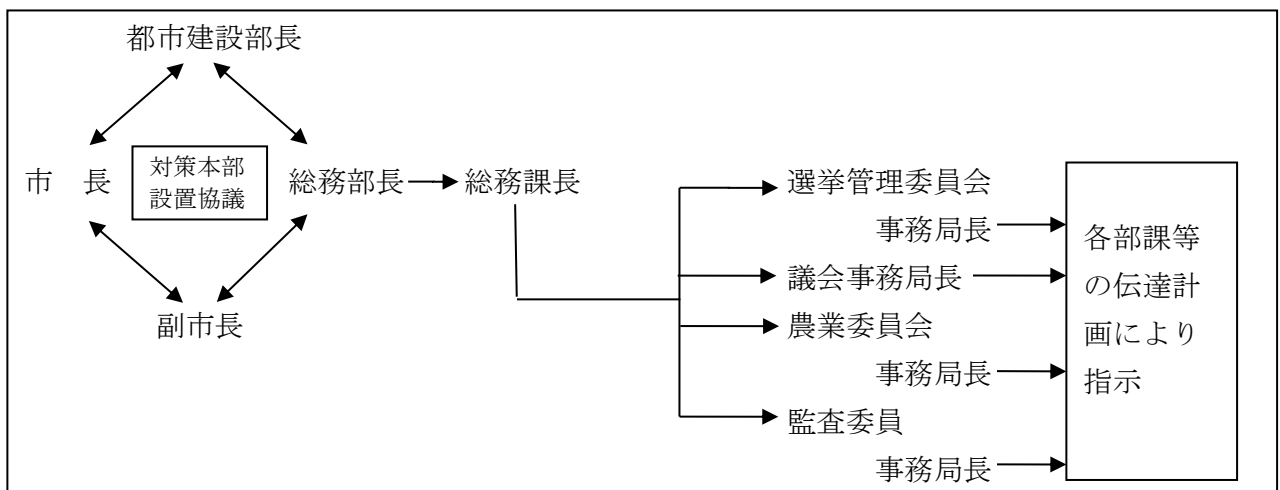 都市建設部長
市　長
対策本部
設置協議
総務部長
総務課長
副市長
選挙管理委員会
事務局長
議会事務局長
農業委員会
事務局長
監査委員
事務局長
各部課等
の伝達計
画により
指示